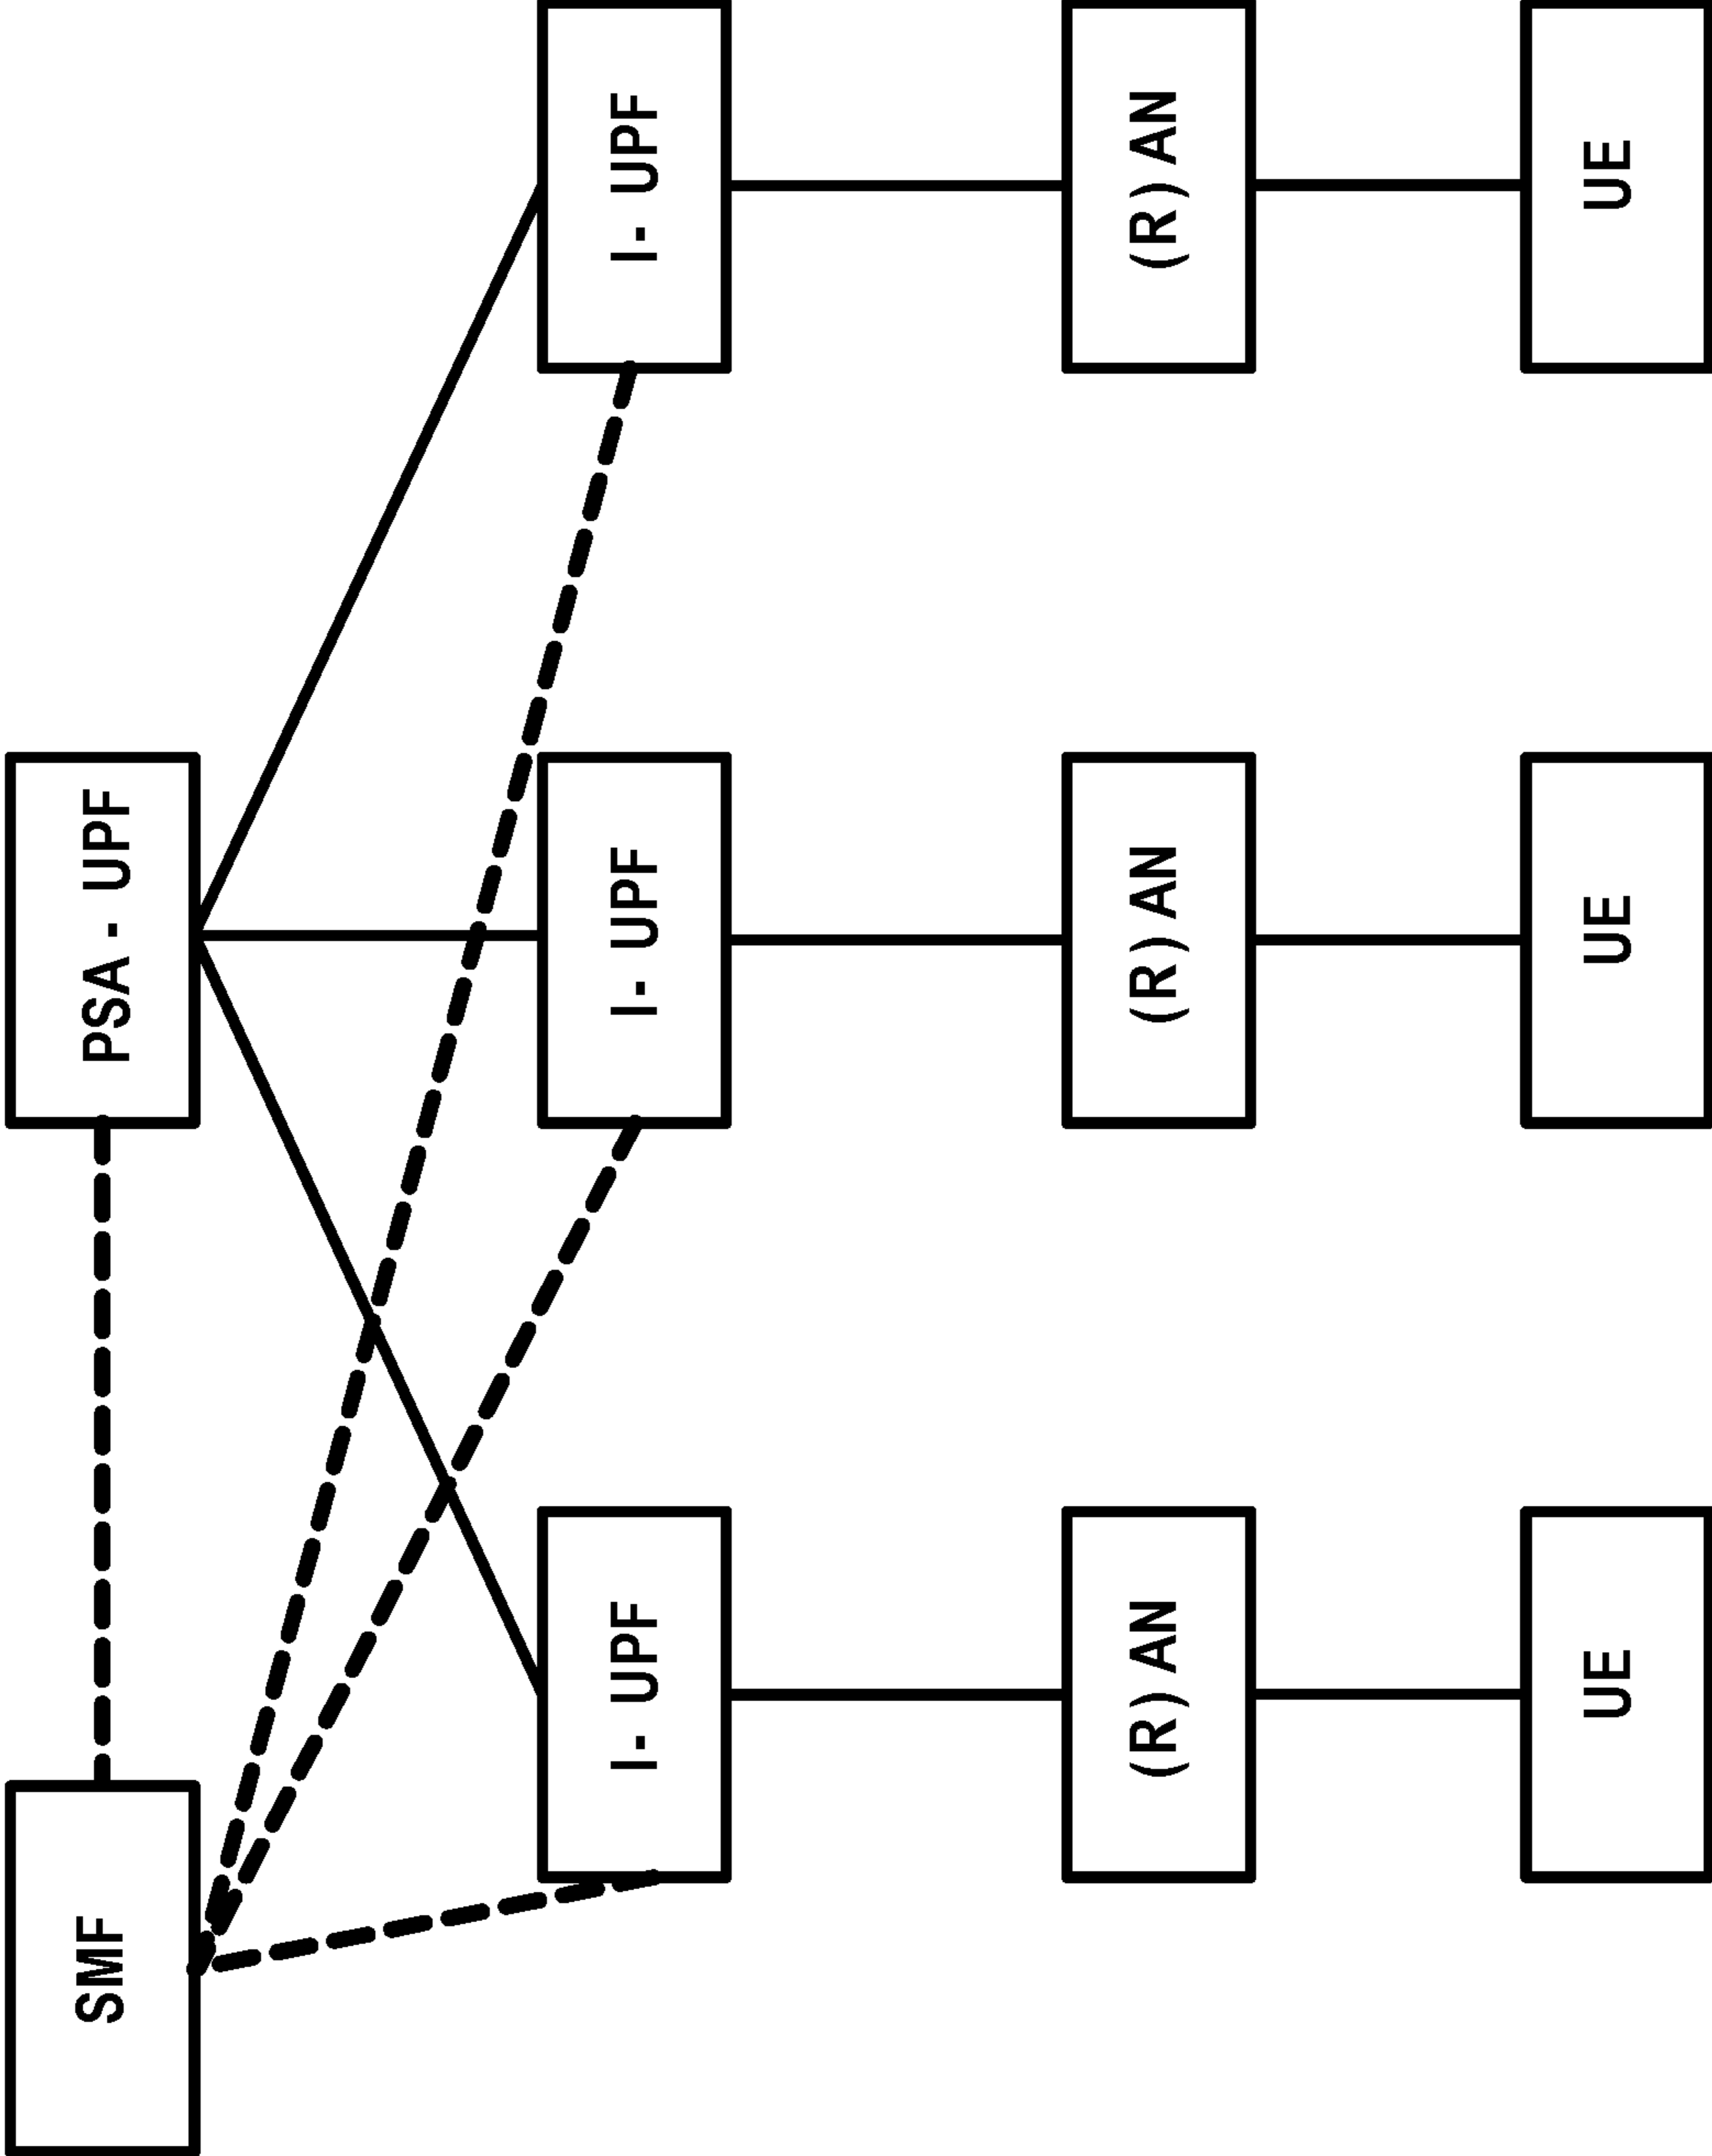 SMF
PSA - UPF
I- UPF
I- UPF
I- UPF
(R) AN
(R) AN
(R) AN
UE
UE
UE